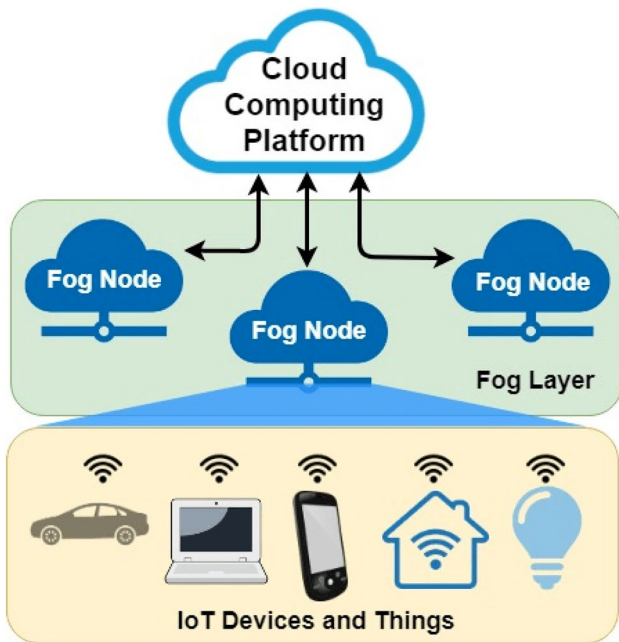 Cloud
Computing
Platform
Fog Node
Fog Node
Fog Node
Fog Layer
IoT Devices and Things